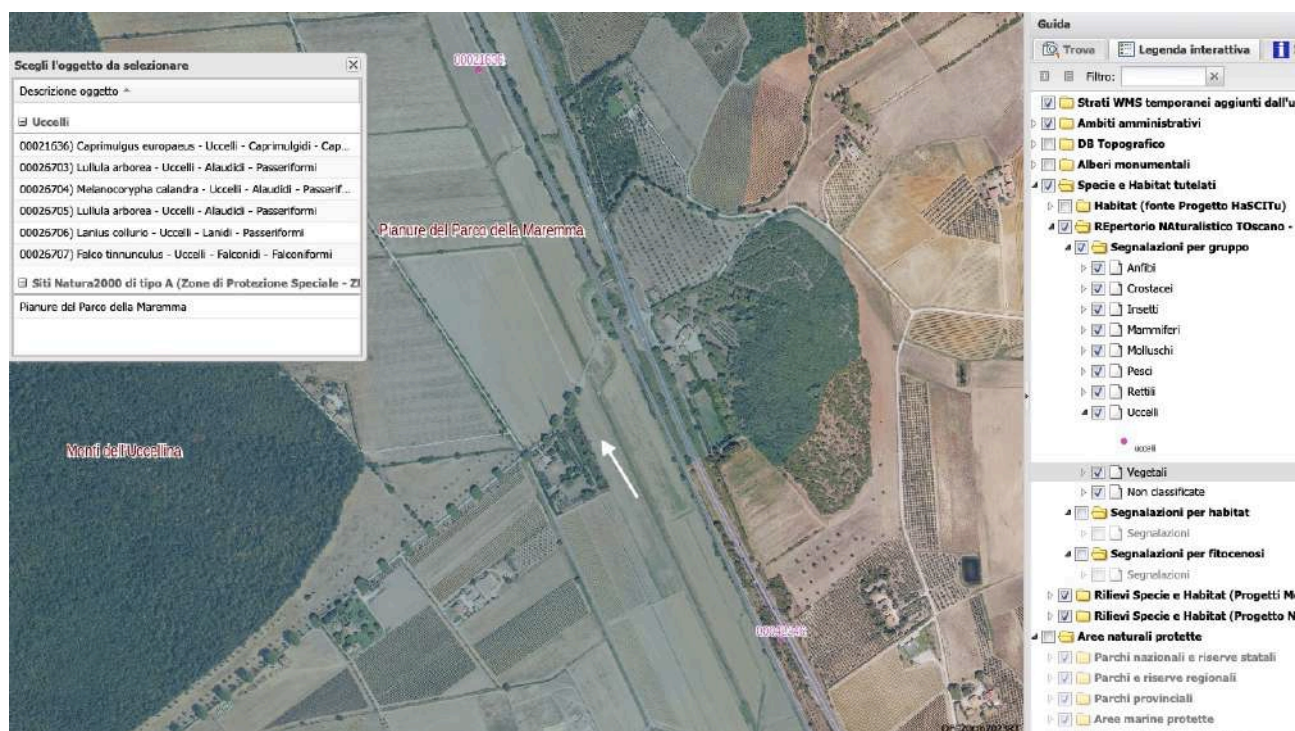 Scegli l'oggetto da selezionare
Descrizione oggetto
Uccelli
00021636) Caprimulgus europaeus - Uccelli - Caprimulgidi - Cap...
00026703) Lullula arborea - Uccelli - Alaudidi - Passeriformi
00026704) Melanocorypha calandra - Uccelli - Alaudidi - Passerif...
00026705) Lullula arborea - Uccelli - Alaudidi - Passeriformi
00026706) Lanius collurio - Uccelli - Lanidi - Passeriformi
00026707) Falco tinnunculus - Uccelli - Falconidi - Falconiformi
Siti Natura2000 di tipo A (Zone di Protezione Speciale - ZI
Pianure del Parco della Maremma
00021636
Pianure del Parco della Maremma
Monti dell'Uccellina
Guida
Trova
Legenda interattiva
Filtro:
Strati WMS temporanei aggiunti dall'u
Ambiti amministrativi
DB Topografico
Alberi monumentali
Specie e Habitat tutelati
Habitat (fonte Progetto HaSCITu)
REpertorio NAturalistico TOscano -
Segnalazioni per gruppo
Anfibi
Crostacei
Insetti
Mammiferi
Molluschi
Pesci
Rettili
Uccelli
uccelli
Vegetali
Non classificate
Segnalazioni per habitat
Segnalazioni
Segnalazioni per fitocenosi
Segnalazioni
Rilievi Specie e Habitat (Progetti M
Rilievi Specie e Habitat (Progetto N
Aree naturali protette
Parchi nazionali e riserve statali
Parchi e riserve regionali
Parchi provinciali
Aree marine protette